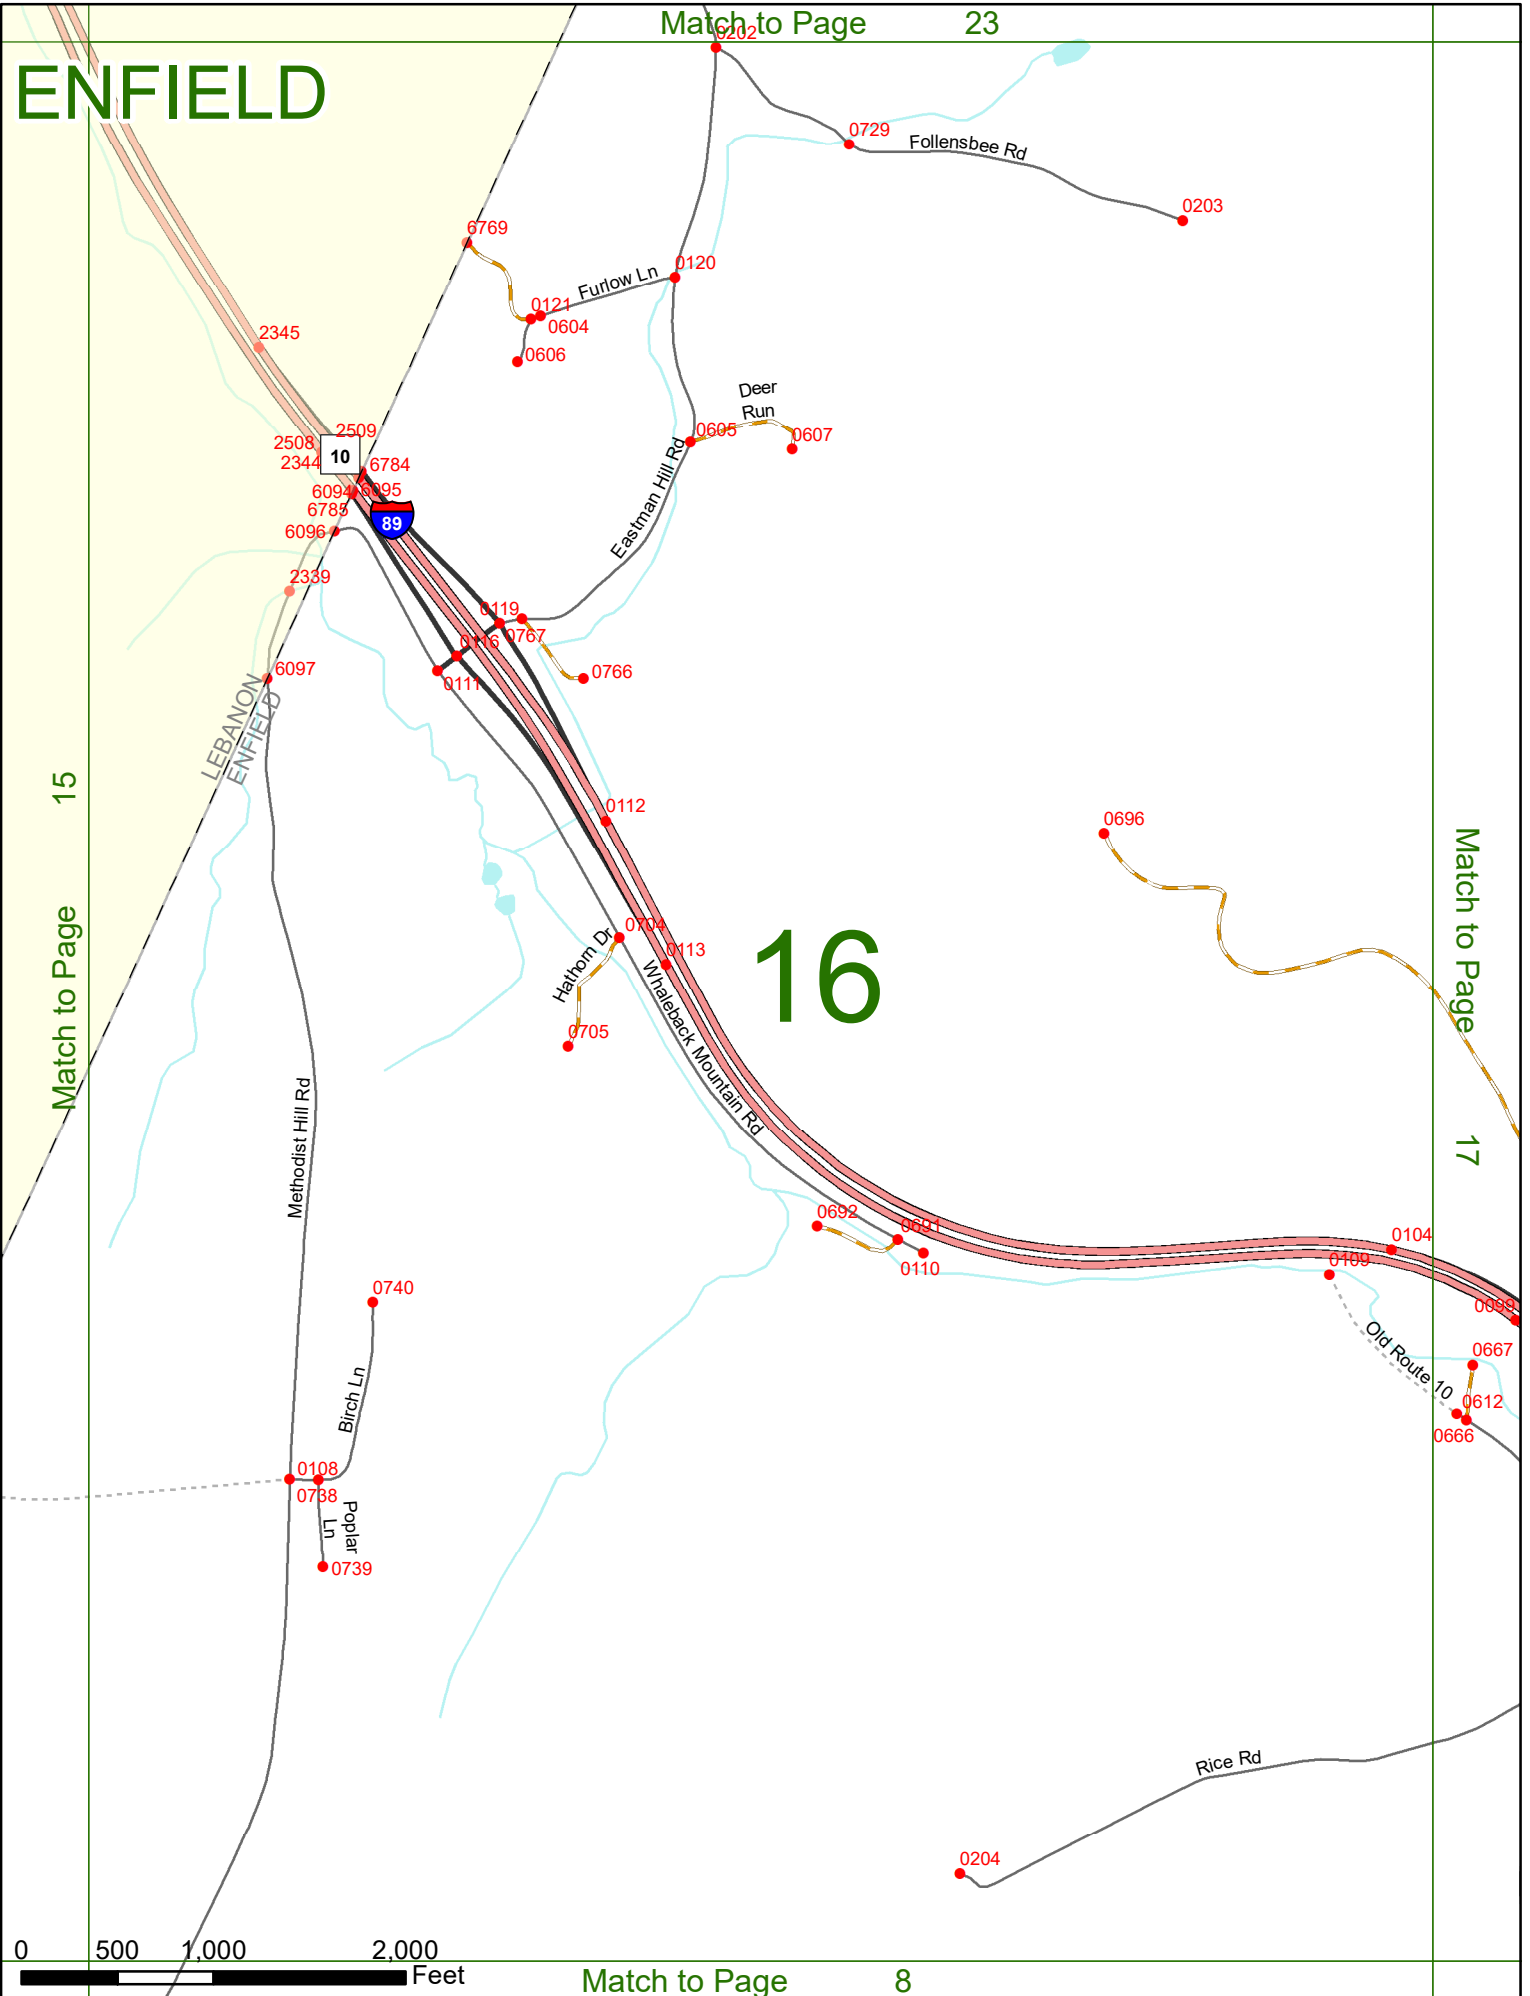 Match to Page 23
ENFIELD
0202
0729
Follensbee Rd
0203
6769
0120
Furlow Ln
0121
0604
0606
2345
Deer
Run
0605
0607
2509
2508
10
2344
6784
6094
6095
6785
89
6096
Eastman Hill Rd
2339
0119
0767
0116
0111
0766
6097
LEBANON
ENFIELD
Match to Page 15
0112
0696
Match to Page 17
0704
0113
Hathorn Dr
16
Whaleback Mountain Rd
0705
Methodist Hill Rd
0692
0691
0110
0104
0109
0099
0740
Old Route 10
0667
0612
0666
Birch Ln
0108
0738
Poplar
Ln
0739
Rice Rd
0204
0 500 1,000 2,000
Feet
Match to Page 8